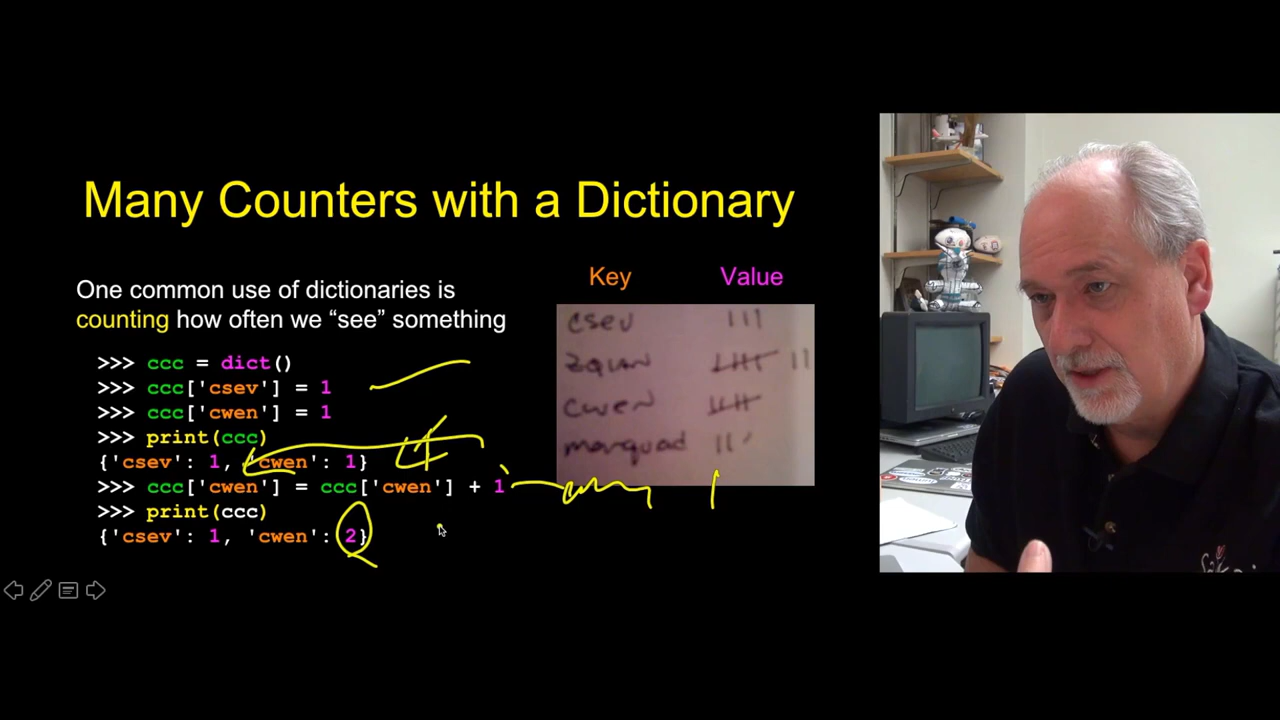 Many Counters with a Dictionary
One common use of dictionaries is
counting how often we “see” something
>>> ccc = dict()
>>> ccc['csev'] = 1
>>> ccc['cwen'] = 1
>>> print(ccc)
{'csev': 1, 'cwen': 1}
>>> ccc['cwen'] = ccc['cwen'] + 1
>>> print(ccc)
{'csev': 1, 'cwen': 2}
Key Value
csev
zqian
cwen
marquad